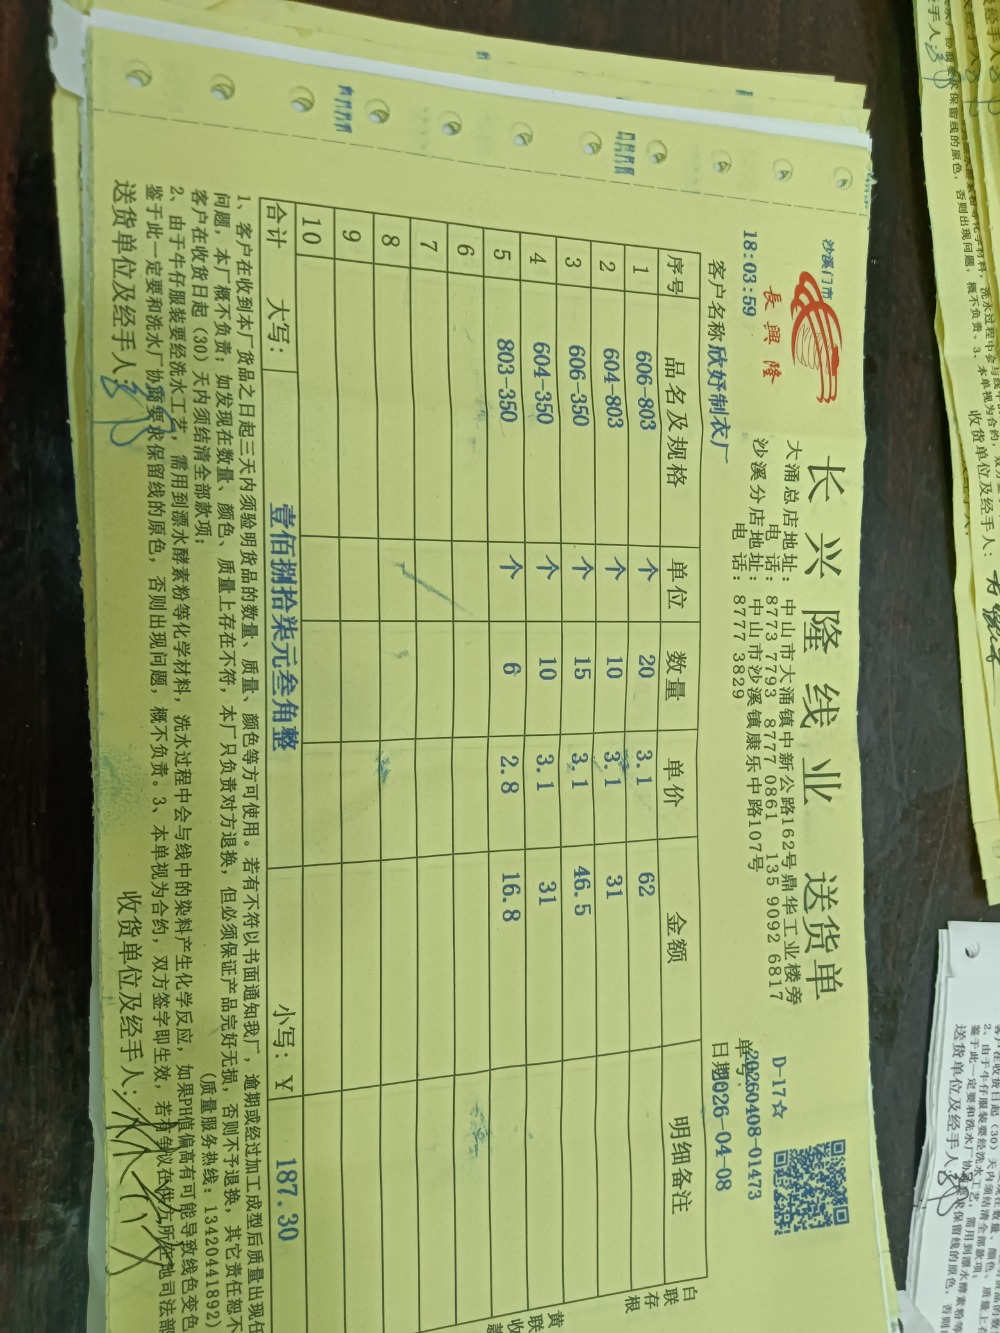 沙溪门市
長興隆
长兴隆线业 送货单
大涌总店地址：中山市大涌镇中新公路162号鼎华工业楼旁
电话：8773 7793 8777 0861 135 9092 6817
沙溪分店地址：中山市沙溪镇康乐中路107号
电话：8777 3829
D-17☆
18:03:59
单号：20260408-01473
客户名称 欣妤制衣厂
日期2026-04-08
序号 品名及规格 单位 数量 单价 金额 明细备注
1 606-803 个 20 3.1 62
2 604-803 个 10 3.1 31
3 606-350 个 15 3.1 46.5
4 604-350 个 10 3.1 31
5 803-350 个 6 2.8 16.8
6
7
8
9
10
合计 大写： 壹佰捌拾柒元叁角整 小写：￥ 187.30
白联存根
黄联收
1、客户在收到本厂货品之日起三天内须验明货品的数量、质量、颜色等方可使用。若有不符以书面通知我厂，逾期或经过加工成型后质量出现任
问题，本厂概不负责；如发现在数量、颜色、质量上存在不符，本厂只负责对方退换，但必须保证产品完好无损，否则不予退换，其它责任恕不
客户在收货日起（30）天内须结清全部款项； （质量服务热线：13420441892）
2、由于牛仔服装要经洗水工艺，需用到漂水酵素粉等化学材料，洗水过程中会与线中的染料产生化学反应，如果PH值偏高有可能导致线色变色
鉴于此一定要和洗水厂协商要求保留线的原色，否则出现问题，概不负责。3、本单视为合约，双方签字即生效，若有争议在供方所在地司法部
送货单位及经手人： 收货单位及经手人：